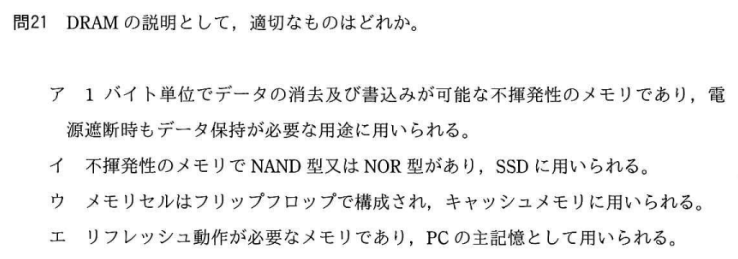 問21 DRAM の説明として，適切なものはどれか。
ア 1 バイト単位でデータの消去及び書込みが可能な不揮発性のメモリであり，電
源遮断時もデータ保持が必要な用途に用いられる。
イ 不揮発性のメモリで NAND 型又は NOR 型があり，SSD に用いられる。
ウ メモリセルはフリップフロップで構成され，キャッシュメモリに用いられる。
エ リフレッシュ動作が必要なメモリであり，PC の主記憶として用いられる。